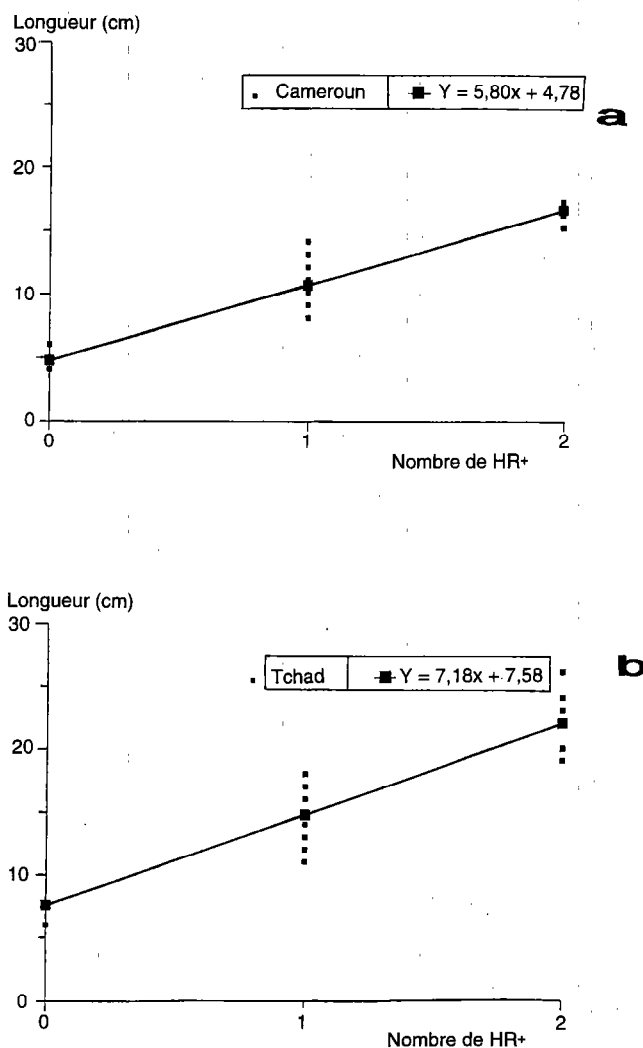 Longueur (cm)
30
Cameroun Y = 5,80x + 4,78
a
20
10
0
0 1 2
Nombre de HR+
Longueur (cm)
30
Tchad Y = 7,18x + 7,58
b
20
10
0
0 1 2
Nombre de HR+